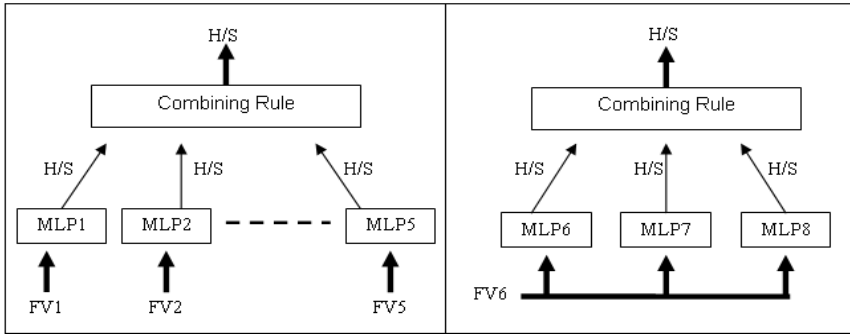 H/S
Combining Rule
H/S H/S H/S
MLP1 MLP2 MLP5
FV1 FV2 FV5
H/S
Combining Rule
H/S H/S H/S
MLP6 MLP7 MLP8
FV6